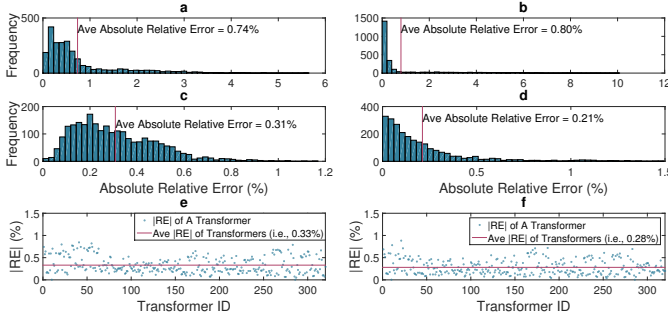 a
Frequency
500
0
Ave Absolute Relative Error = 0.74%
0 1 2 3 4 5 6
b
1500
1000
500
0
Ave Absolute Relative Error = 0.80%
0 2 4 6 8 10 12
c
Frequency
200
100
0
Ave Absolute Relative Error = 0.31%
0 0.2 0.4 0.6 0.8 1 1.2
Absolute Relative Error (%)
d
400
200
0
Ave Absolute Relative Error = 0.21%
0 0.5 1 1.5
Absolute Relative Error (%)
e
|RE| (%)
1.5
1
0.5
0
|RE| of A Transformer
Ave |RE| of Transformers (i.e., 0.33%)
0 50 100 150 200 250 300
Transformer ID
f
|RE| (%)
1.5
1
0.5
0
|RE| of A Transformer
Ave |RE| of Transformers (i.e., 0.28%)
0 50 100 150 200 250 300
Transformer ID